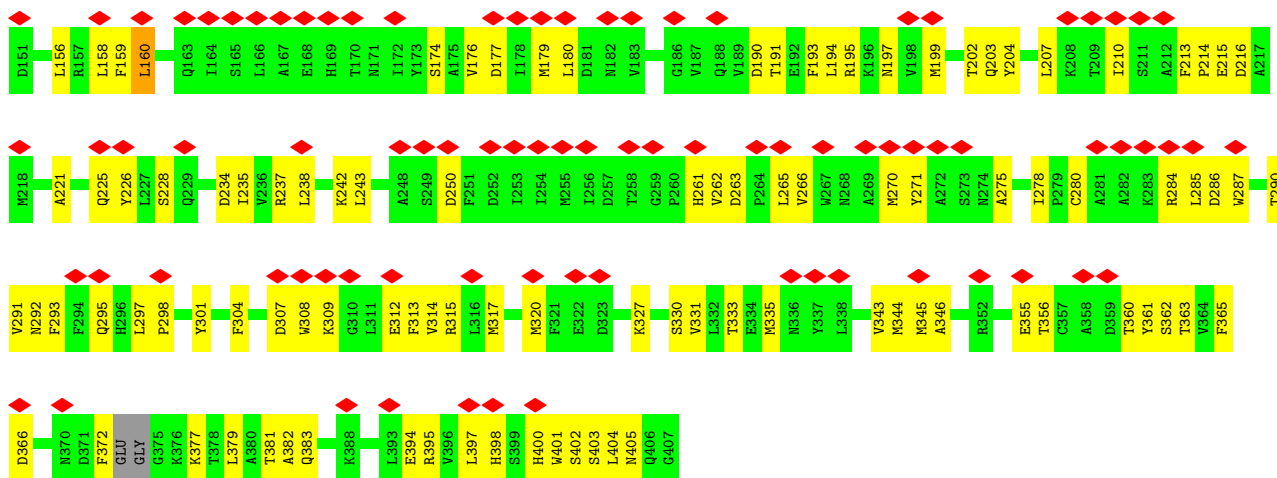 D151 L156 R157 L158 F159 L160 Q163 I164 S165 L166 A167 E168 H169 T170 N171 I172 Y173 S174 A175 V176 D177 I178 M179 L180 D181 N182 V183 G186 V187 Q188 V189 D190 T191 E192 F193 L194 R195 K196 N197 V198 M199 T202 Q203 Y204 L207 K208 T209 I210 S211 A212 F213 P214 E215 D216 A217
M218 A221 Q225 Y226 L227 S228 Q229 D234 I235 V236 R237 L238 K242 L243 A248 S249 D250 F251 D252 I253 I254 M255 I256 D257 T258 G259 P260 H261 V262 D263 P264 L265 V266 W267 N268 A269 M270 Y271 A272 S273 N274 A275 I278 P279 C280 A281 A282 K283 R284 L285 D286 W287 T290
V291 N292 F293 F294 Q295 H296 L297 P298 Y301 F304 D307 W308 K309 G310 L311 E312 F313 V314 R315 L316 M317 M320 F321 E322 D323 K327 S330 V331 L332 T333 E334 M335 N336 Y337 L338 V343 M344 M345 A346 R352 E355 T356 C357 A358 D359 T360 Y361 S362 T363 V364 F365
D366 N370 D371 F372 GLU GLY G375 K376 K377 T378 L379 A380 T381 A382 Q383 K388 L393 E394 R395 V396 L397 H398 S399 H400 W401 S402 S403 L404 N405 Q406 G407